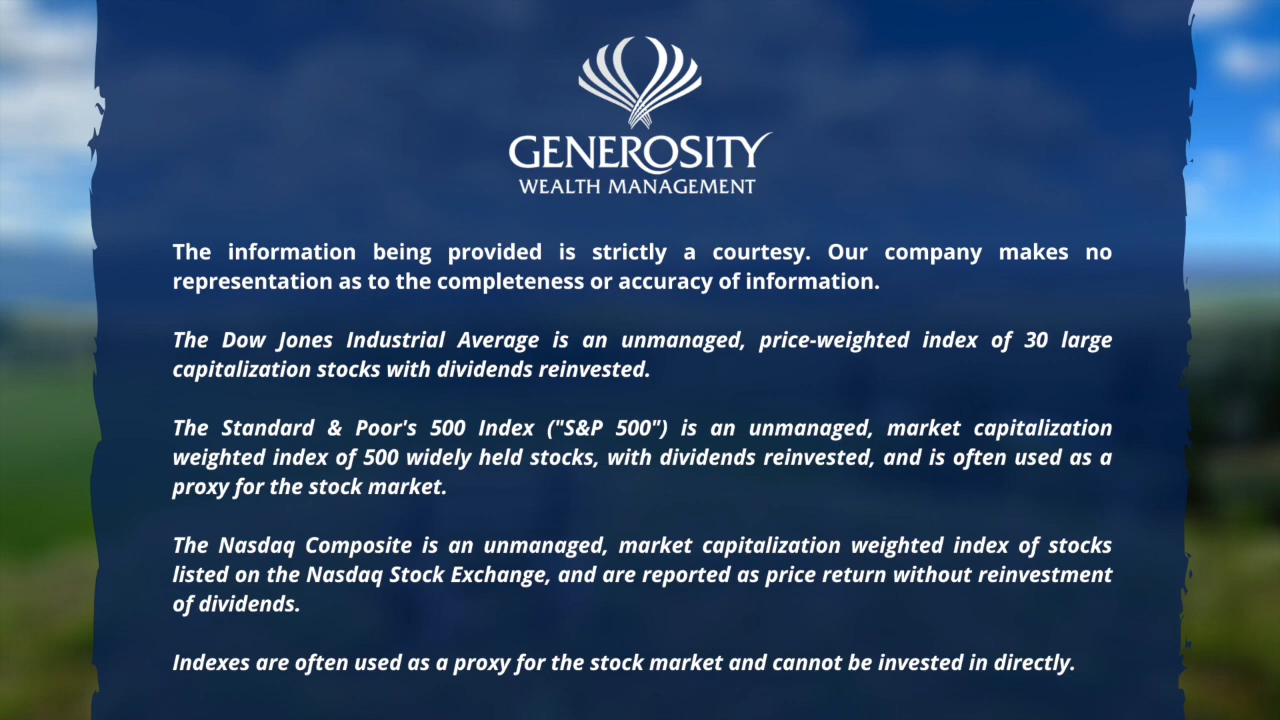 GENEROSITY
WEALTH MANAGEMENT
The information being provided is strictly a courtesy. Our company makes no
representation as to the completeness or accuracy of information.
The Dow Jones Industrial Average is an unmanaged, price-weighted index of 30 large
capitalization stocks with dividends reinvested.
The Standard & Poor's 500 Index ("S&P 500") is an unmanaged, market capitalization
weighted index of 500 widely held stocks, with dividends reinvested, and is often used as a
proxy for the stock market.
The Nasdaq Composite is an unmanaged, market capitalization weighted index of stocks
listed on the Nasdaq Stock Exchange, and are reported as price return without reinvestment
of dividends.
Indexes are often used as a proxy for the stock market and cannot be invested in directly.